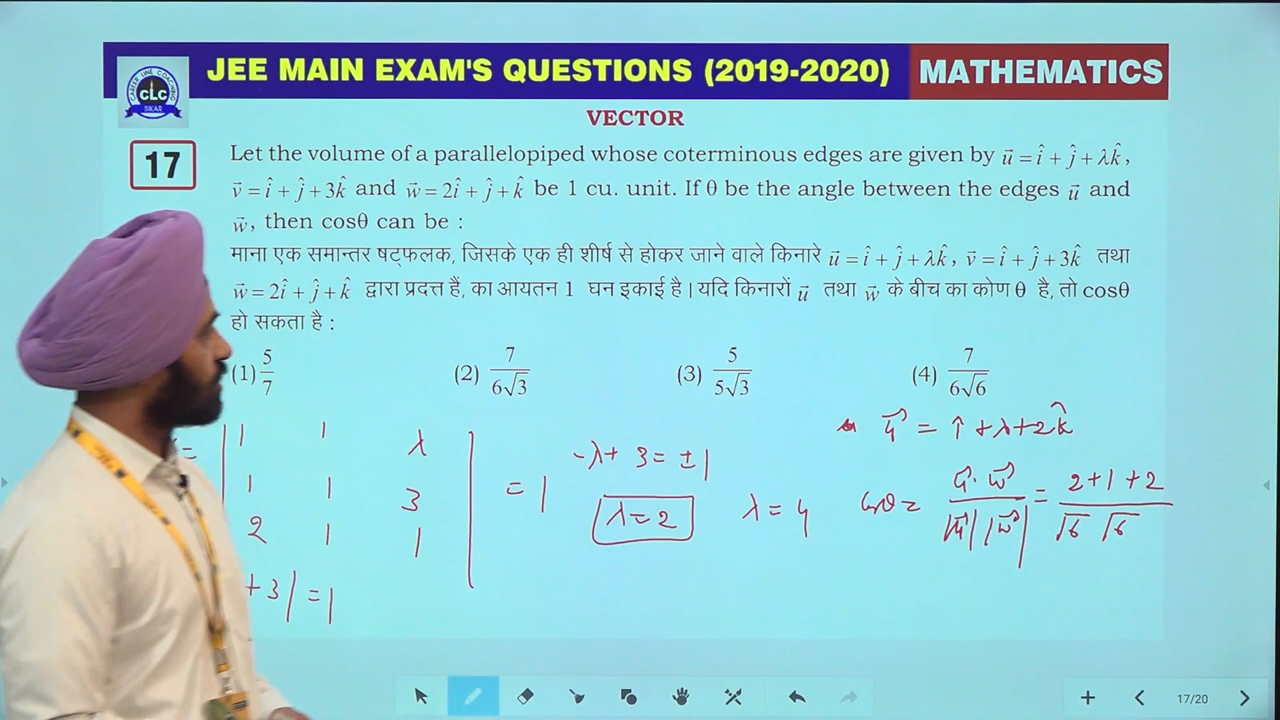 JEE MAIN EXAM'S QUESTIONS (2019-2020) MATHEMATICS
CAREER LINE COACHING
CLC
SIKAR
VECTOR
17
Let the volume of a parallelopiped whose coterminous edges are given by u⃗ = î + ĵ + λk̂,
v⃗ = î + ĵ + 3k̂ and w⃗ = 2î + ĵ + k̂ be 1 cu. unit. If θ be the angle between the edges u⃗ and
w⃗, then cosθ can be :
माना एक समान्तर षट्फलक, जिसके एक ही शीर्ष से होकर जाने वाले किनारे u⃗ = î + ĵ + λk̂, v⃗ = î + ĵ + 3k̂ तथा
w⃗ = 2î + ĵ + k̂ द्वारा प्रदत्त हैं, का आयतन 1 घन इकाई है। यदि किनारों u⃗ तथा w⃗ के बीच का कोण θ है, तो cosθ
हो सकता है :
(1) 5/7 (2) 7/(6√3) (3) 5/(5√3) (4) 7/(6√6)
= | 1 1 λ
1 1 3
2 1 1 | = 1
+3| = 1
-λ + 3 = ±1
λ = 2 λ = 4
u⃗ = î + λ + 2k̂
cosθ = u⃗ · w⃗ / |u⃗| |w⃗| = 2+1+2 / √6 √6
17/20